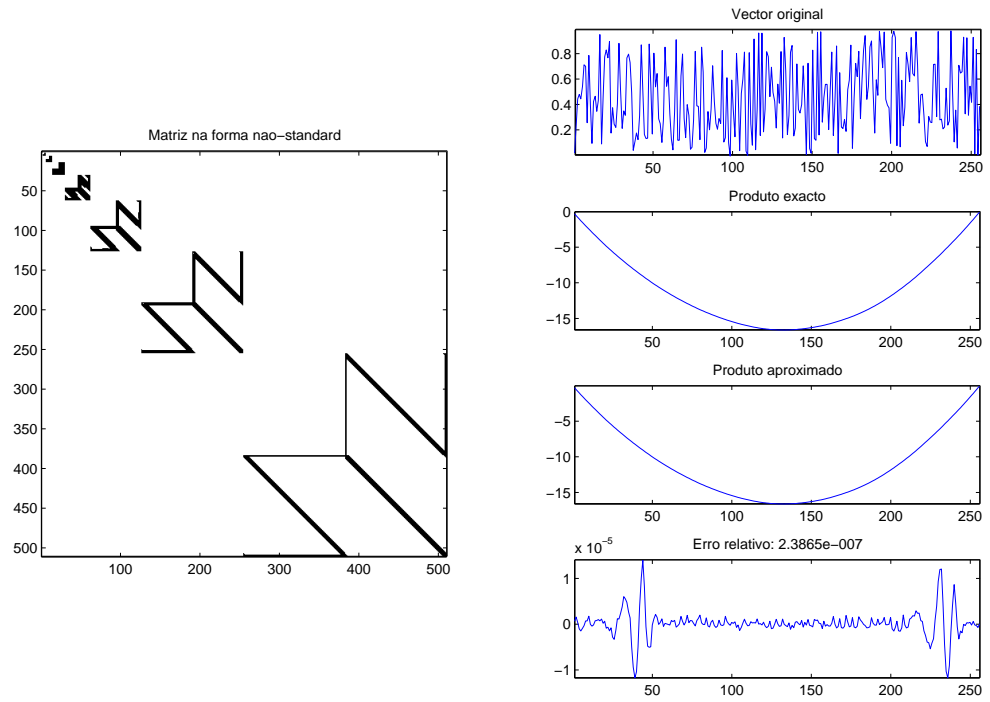 Matriz na forma nao−standard
50
100
150
200
250
300
350
400
450
500
100 200 300 400 500
Vector original
0.8
0.6
0.4
0.2
50 100 150 200 250
Produto exacto
0
−5
−10
−15
50 100 150 200 250
Produto aproximado
−5
−10
−15
50 100 150 200 250
x 10⁻⁵ Erro relativo: 2.3865e−007
1
0
−1
50 100 150 200 250